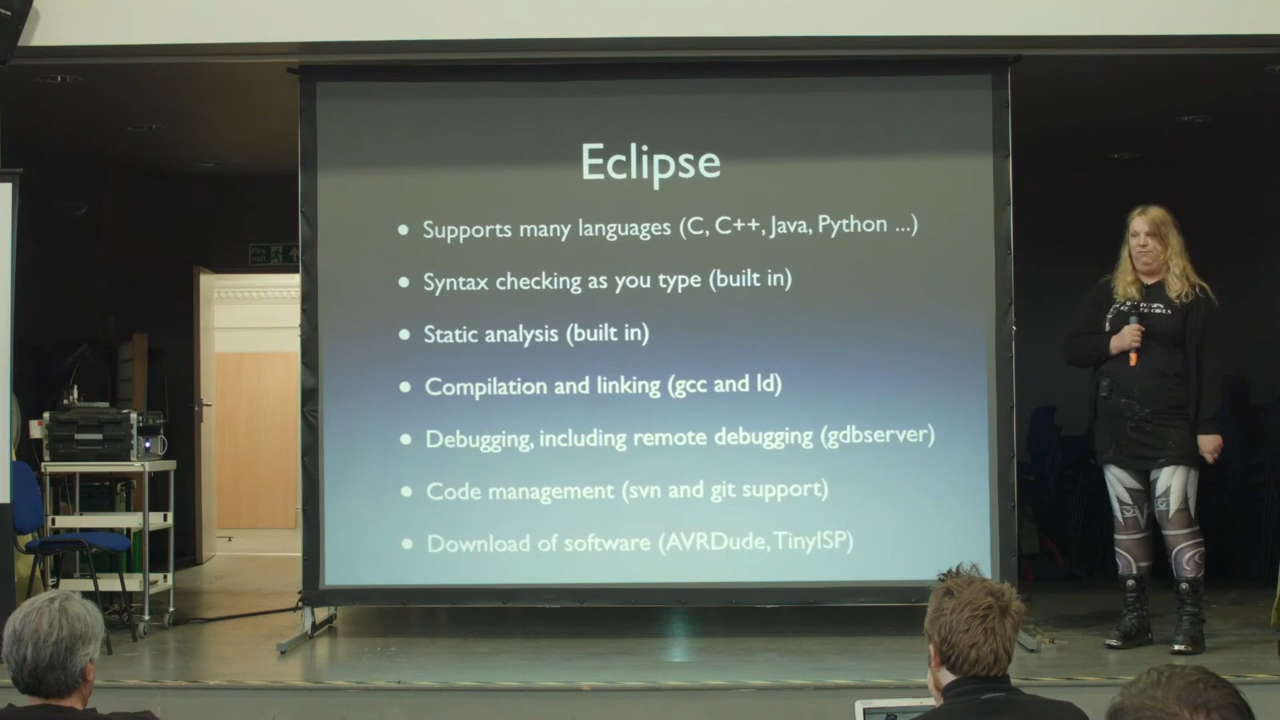 Eclipse
• Supports many languages (C, C++, Java, Python ...)
• Syntax checking as you type (built in)
• Static analysis (built in)
• Compilation and linking (gcc and ld)
• Debugging, including remote debugging (gdbserver)
• Code management (svn and git support)
• Download of software (AVRDude, TinyISP)
Fire
exit